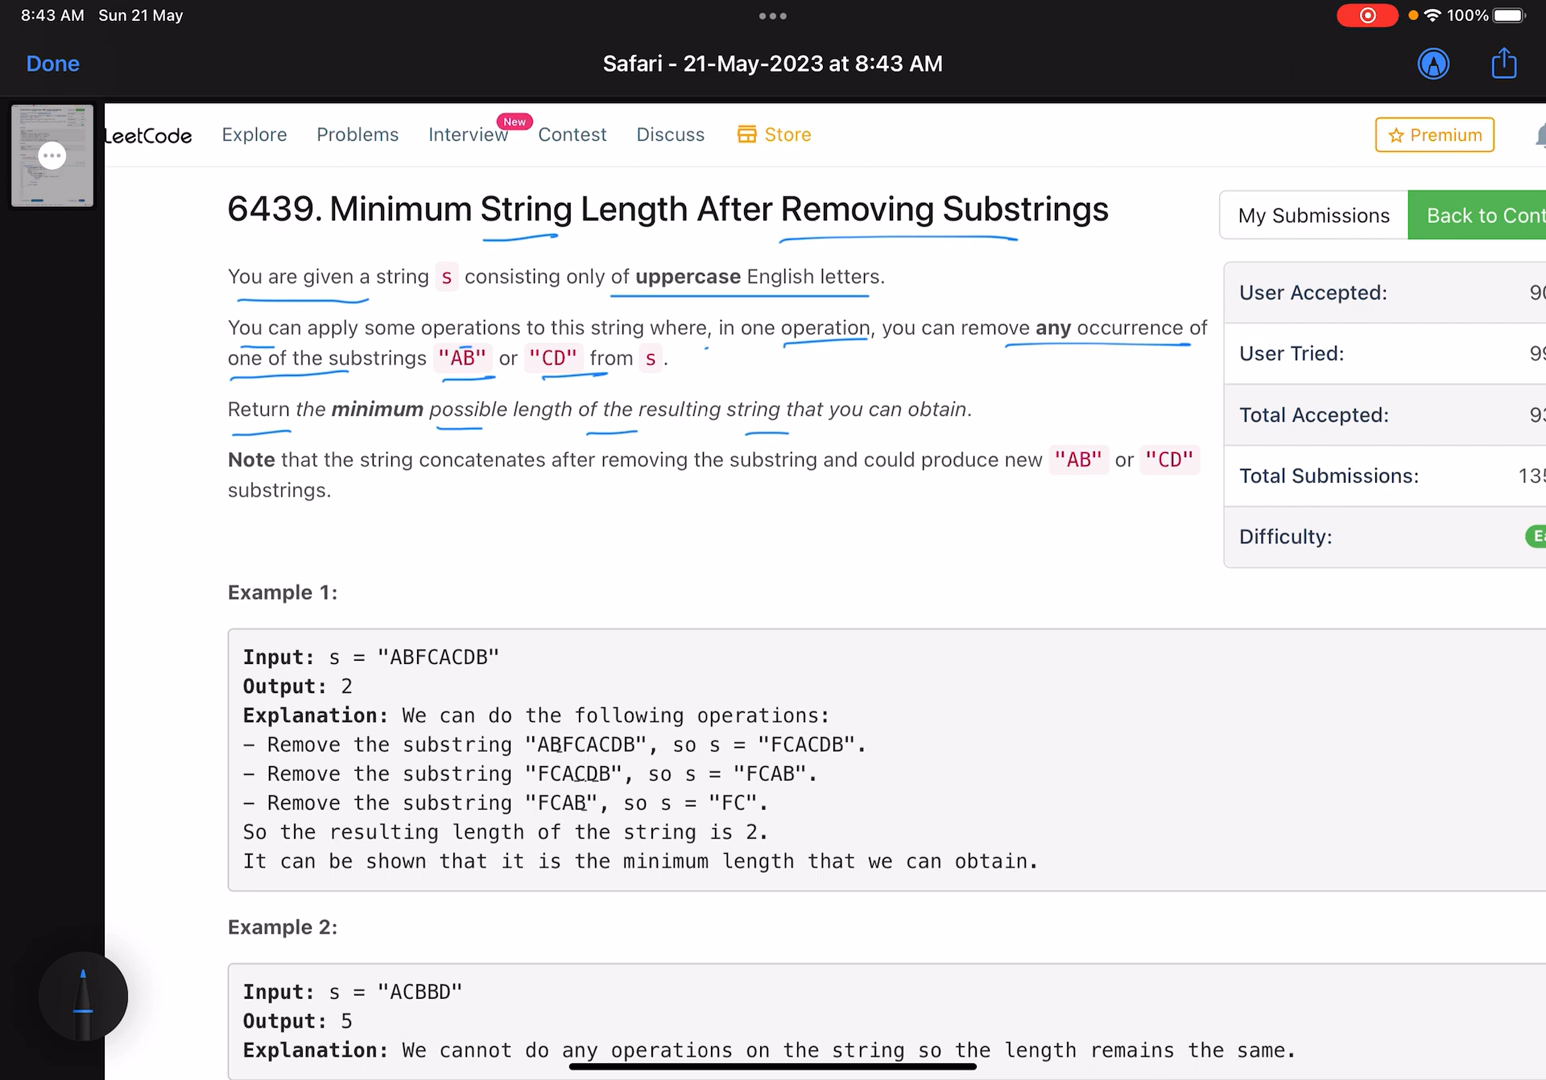 8:43 AM Sun 21 May
100%
Done
Safari - 21-May-2023 at 8:43 AM
LeetCode Explore Problems Interview New Contest Discuss Store Premium
6439. Minimum String Length After Removing Substrings
My Submissions
Back to Cont
You are given a string s consisting only of uppercase English letters.
You can apply some operations to this string where, in one operation, you can remove any occurrence of
one of the substrings "AB" or "CD" from s.
Return the minimum possible length of the resulting string that you can obtain.
Note that the string concatenates after removing the substring and could produce new "AB" or "CD"
substrings.
User Accepted:
User Tried:
Total Accepted:
Total Submissions:
Difficulty:
Example 1:
Input: s = "ABFCACDB"
Output: 2
Explanation: We can do the following operations:
- Remove the substring "ABFCACDB", so s = "FCACDB".
- Remove the substring "FCACDB", so s = "FCAB".
- Remove the substring "FCAB", so s = "FC".
So the resulting length of the string is 2.
It can be shown that it is the minimum length that we can obtain.
Example 2:
Input: s = "ACBBD"
Output: 5
Explanation: We cannot do any operations on the string so the length remains the same.